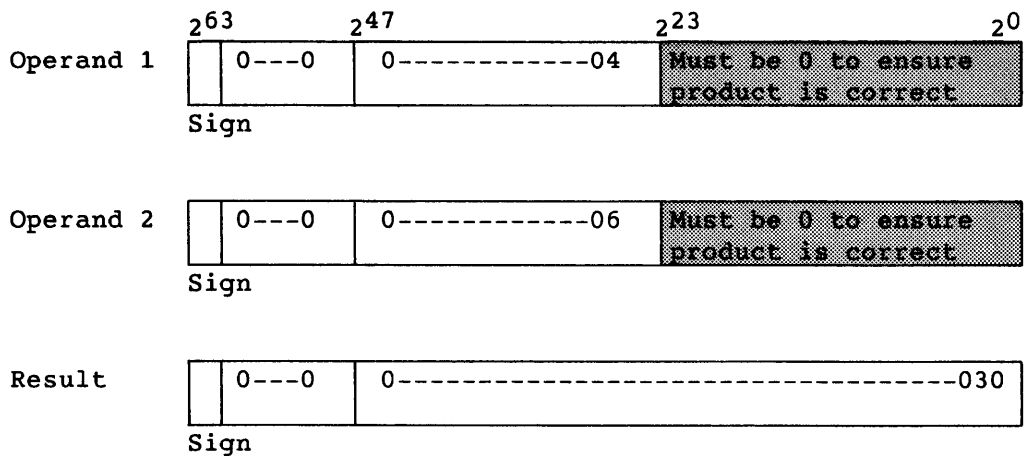 2^63 2^47 2^23 2^0
Operand 1 0---0 0------------04 Must be 0 to ensure
product is correct
Sign
Operand 2 0---0 0------------06 Must be 0 to ensure
product is correct
Sign
Result 0---0 0----------------------------------030
Sign